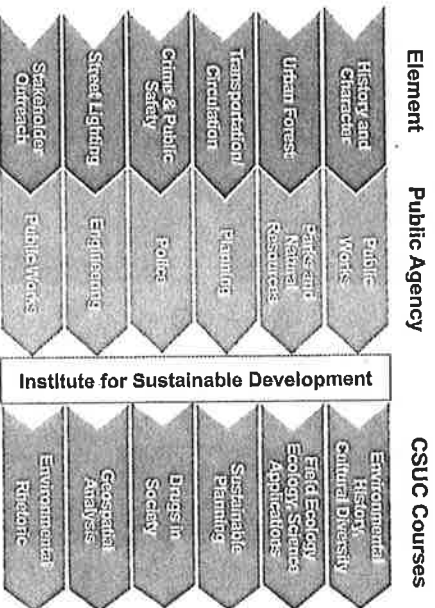 Element
Public Agency
CSUC Courses
History and
Character
Public
Works
Environmental
History,
Cultural Diversity
Urban Forest
Parks and
Natural
Resources
Field Ecology
Ecology, Science
Applications
Transportation/
Circulation
Planning
Sustainable
Planning
Crime & Public
Safety
Police
Drugs in
Society
Street Lighting
Engineering
Geospatial
Analysis
Stakeholder
Outreach
Public Works
Environmental
Rhetoric
Institute for Sustainable Development